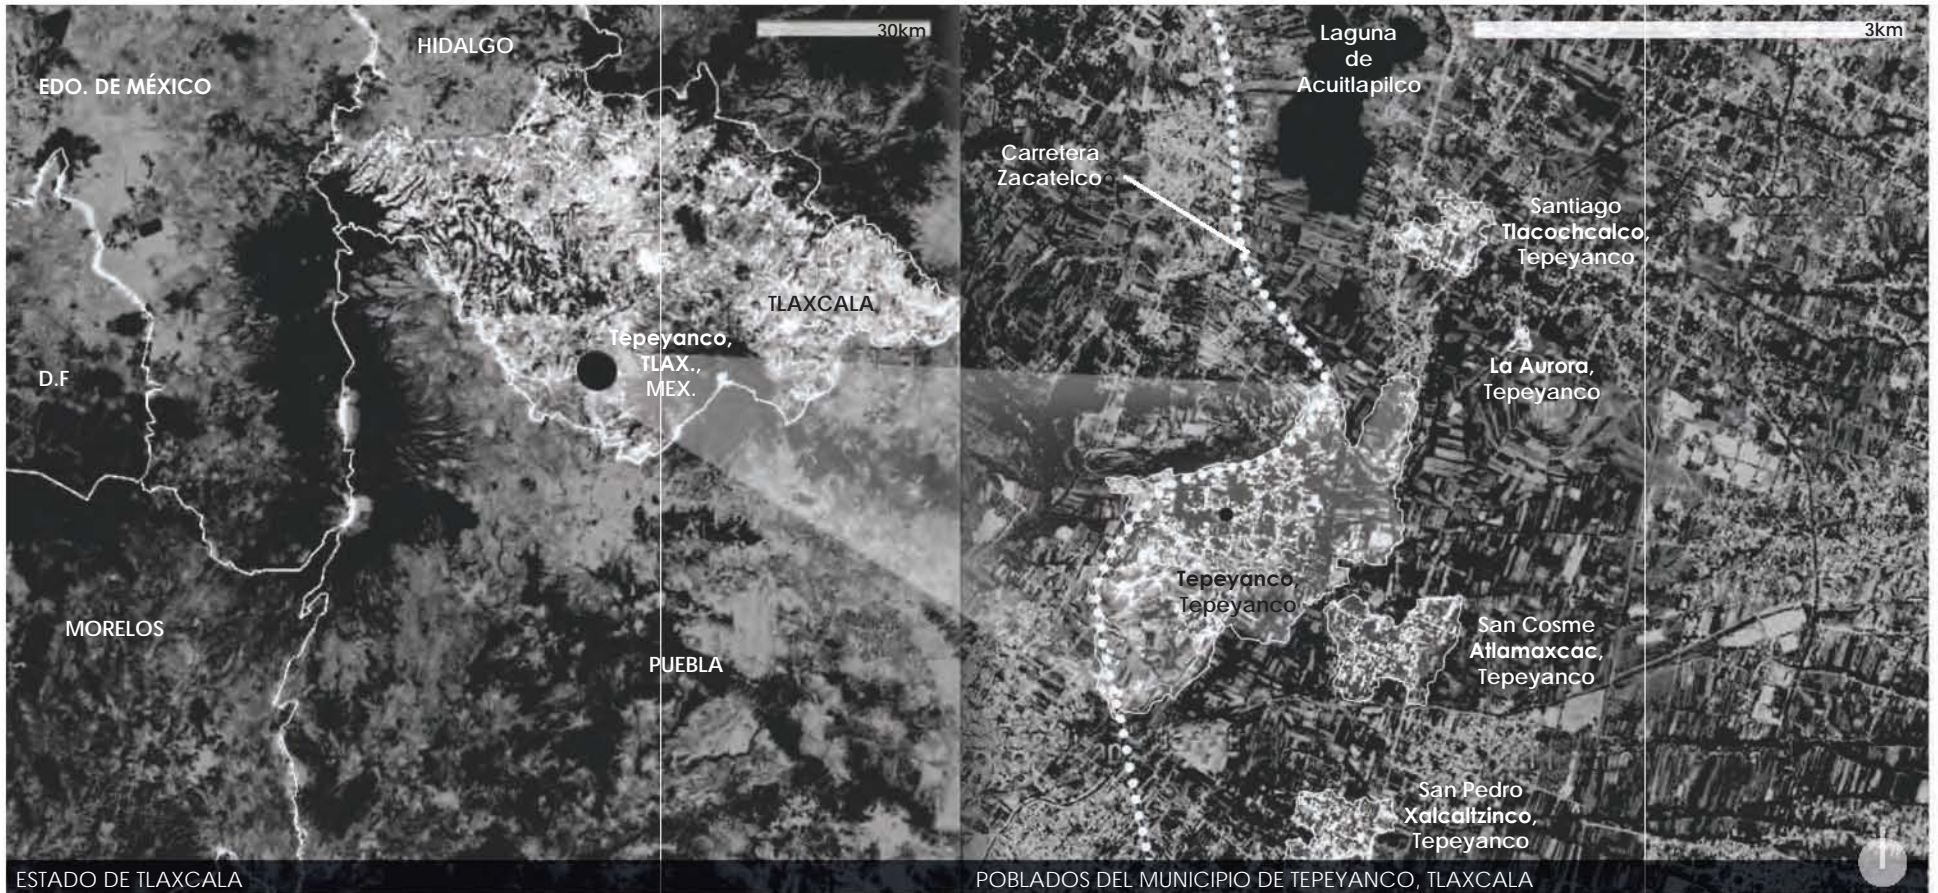 HIDALGO
30km
EDO. DE MÉXICO
TLAXCALA
Tepeyanco,
TLAX.,
MEX.
D.F
MORELOS
PUEBLA
ESTADO DE TLAXCALA
Laguna
de
Acuitlapilco
3km
Carretera
Zacatelco
Santiago
Tlacochcalco,
Tepeyanco
La Aurora,
Tepeyanco
Tepeyanco,
Tepeyanco
San Cosme
Atlamaxcac,
Tepeyanco
San Pedro
Xalcaltzinco,
Tepeyanco
POBLADOS DEL MUNICIPIO DE TEPEYANCO, TLAXCALA